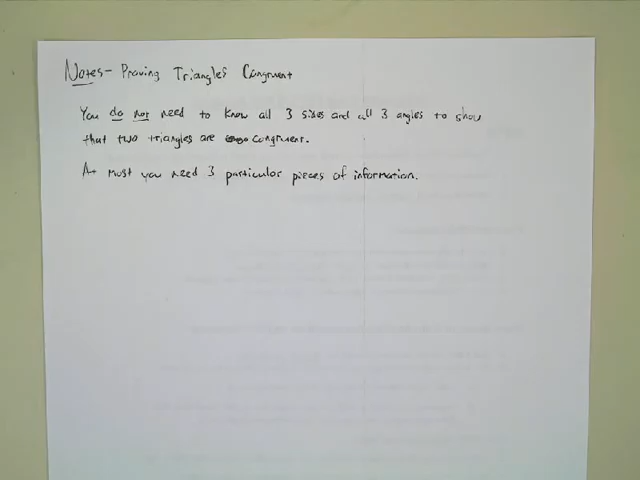 Notes- Proving Triangles Congruent
You do not need to know all 3 sides and all 3 angles to show
that two triangles are congruent.
At most you need 3 particular pieces of information.